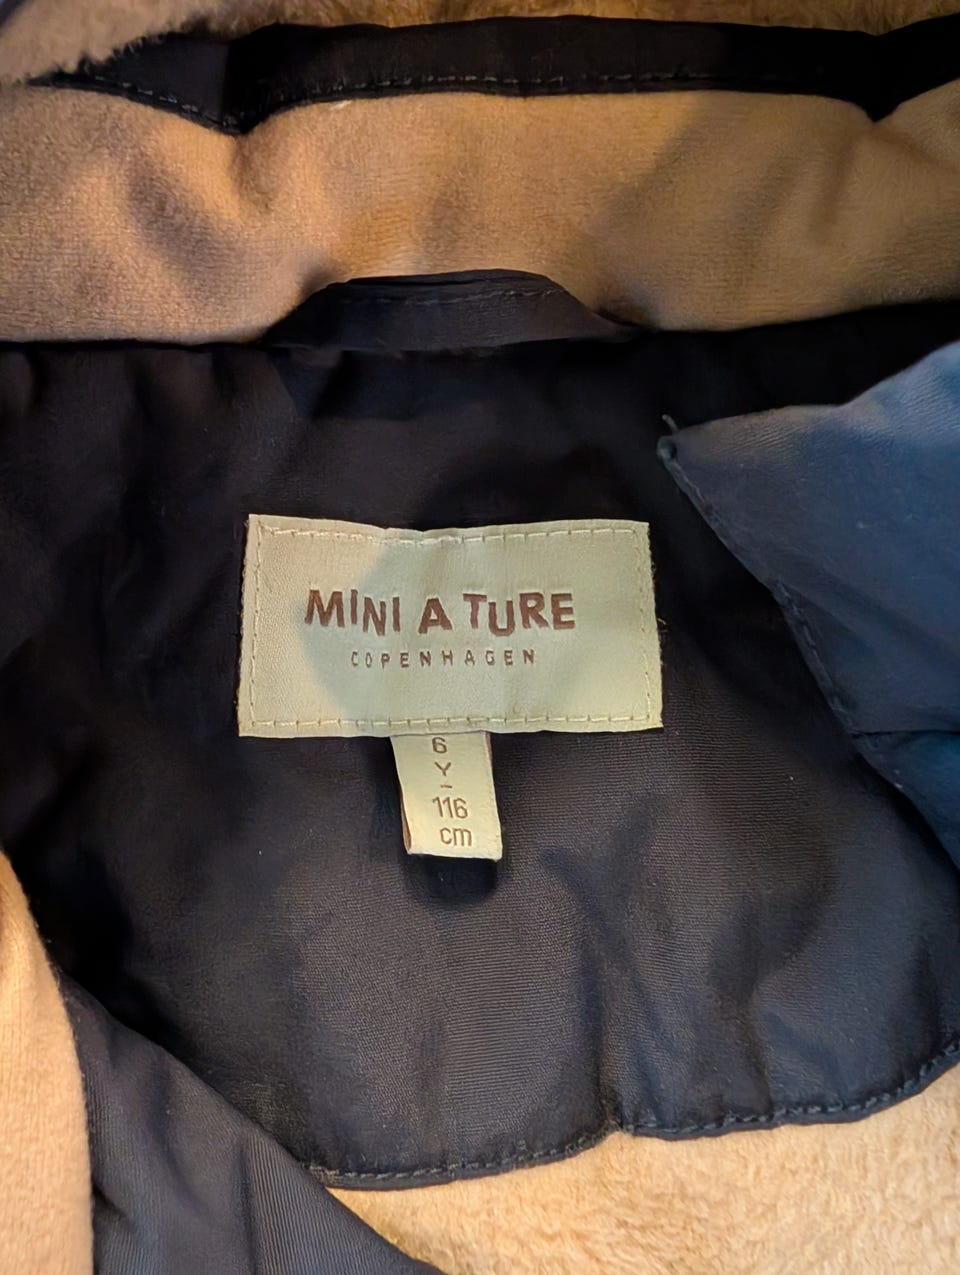 MINI A TURE
COPENHAGEN
6
Y
-
116
cm